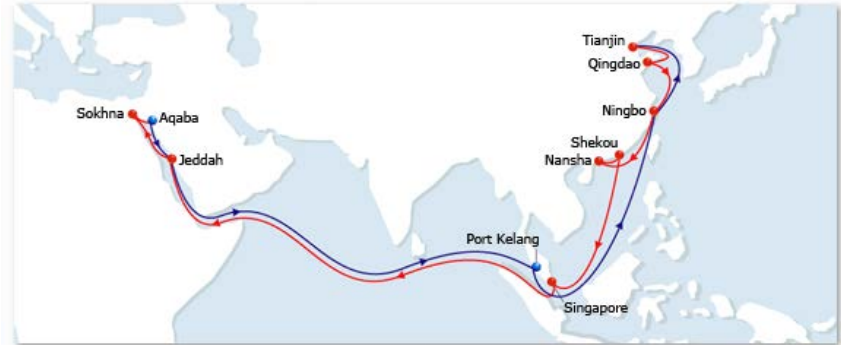 Tianjin
Qingdao
Sokhna
Aqaba
Ningbo
Shekou
Nansha
Jeddah
Port Kelang
Singapore